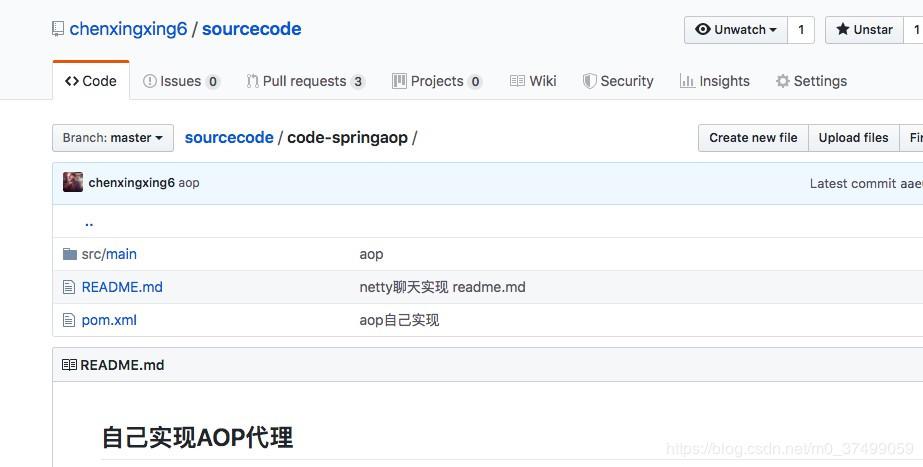 chenxingxing6 / sourcecode Unwatch 1 Unstar 1
Code Issues 0 Pull requests 3 Projects 0 Wiki Security Insights Settings
Branch: master sourcecode / code-springaop / Create new file Upload files
chenxingxing6 aop Latest commit
..
src/main aop
README.md netty聊天实现 readme.md
pom.xml aop自己实现
README.md
自己实现AOP代理
https://blog.csdn.net/m0_37499059